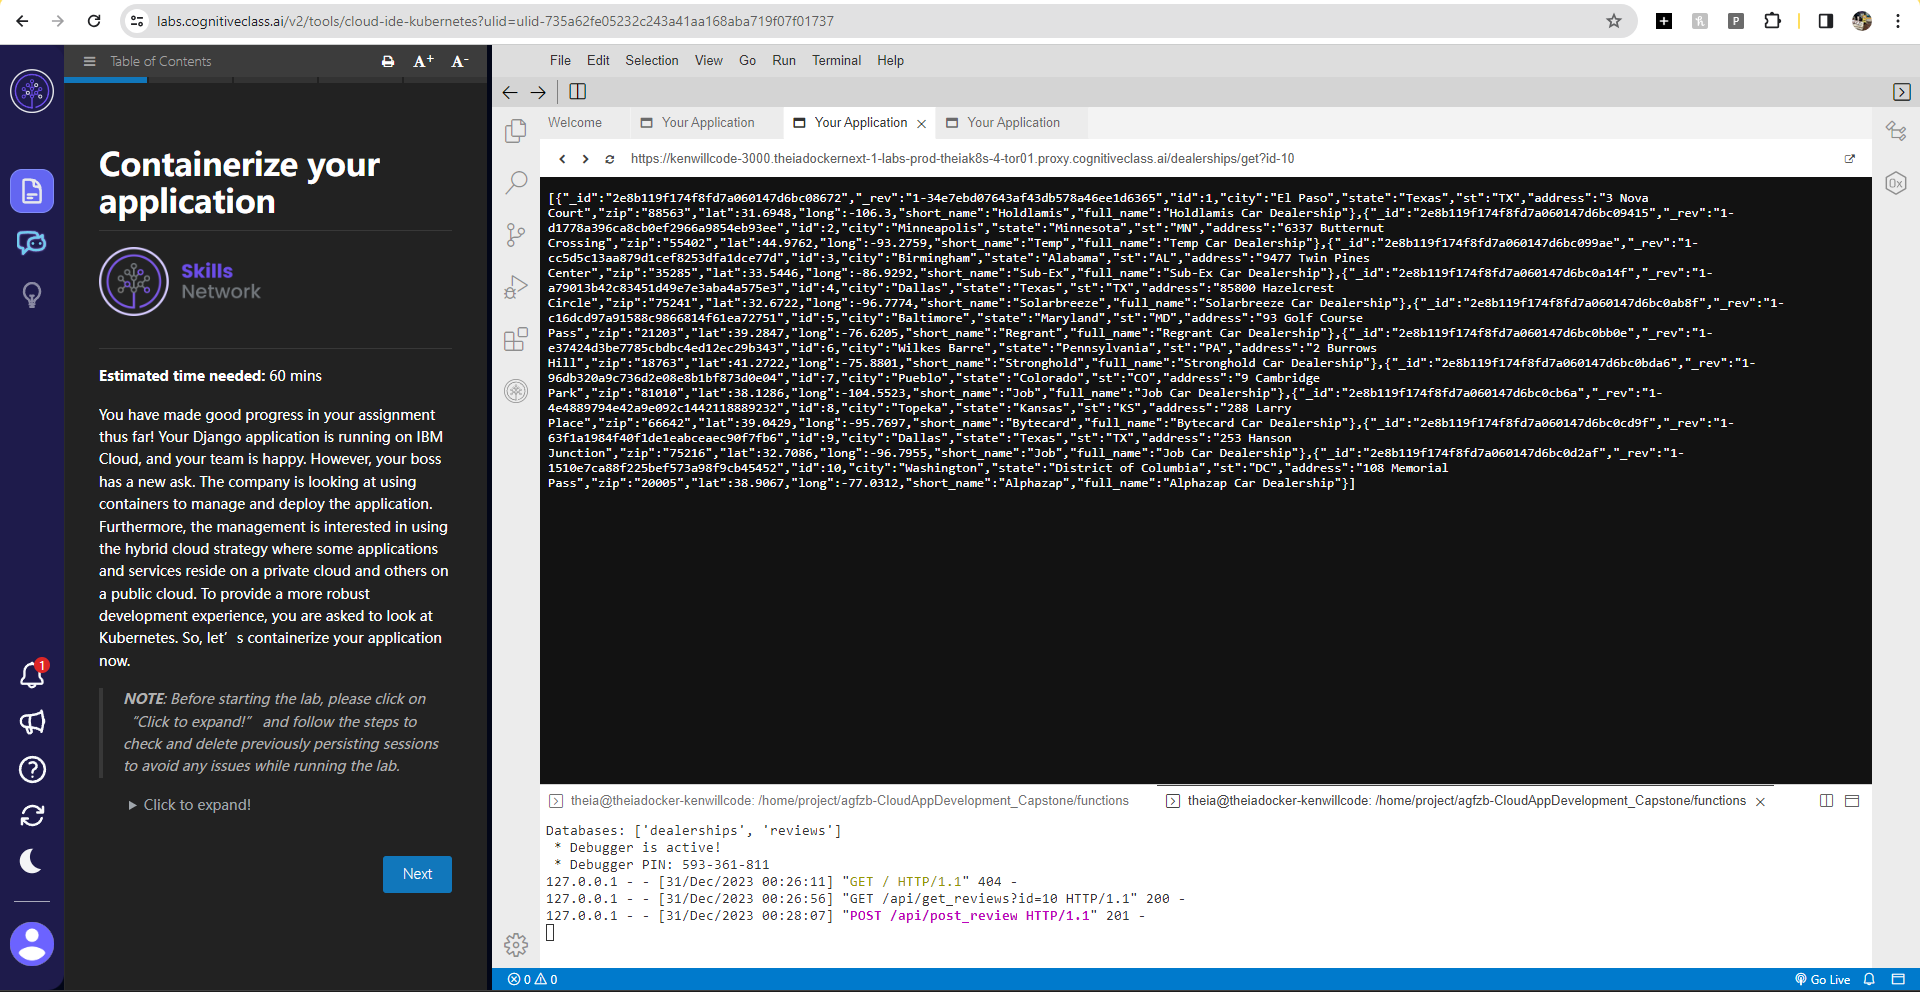 labs.cognitiveclass.ai/v2/tools/cloud-ide-kubernetes?ulid=ulid-735a62fe05232c243a41aa168aba719f07f01737
P
Table of Contents
A+ A-
Containerize your
application
Skills
Network
Estimated time needed: 60 mins
You have made good progress in your assignment
thus far! Your Django application is running on IBM
Cloud, and your team is happy. However, your boss
has a new ask. The company is looking at using
containers to manage and deploy the application.
Furthermore, the management is interested in using
the hybrid cloud strategy where some applications
and services reside on a private cloud and others on
a public cloud. To provide a more robust
development experience, you are asked to look at
Kubernetes. So, let’s containerize your application
now.
NOTE: Before starting the lab, please click on
“Click to expand!” and follow the steps to
check and delete previously persisting sessions
to avoid any issues while running the lab.
Click to expand!
Next
1
File Edit Selection View Go Run Terminal Help
Welcome Your Application Your Application Your Application
https://kenwillcode-3000.theiadockernext-1-labs-prod-theiak8s-4-tor01.proxy.cognitiveclass.ai/dealerships/get?id-10
[{"_id":"2e8b119f174f8fd7a060147d6bc08672","_rev":"1-34e7ebd07643af43db578a46ee1d6365","id":1,"city":"El Paso","state":"Texas","st":"TX","address":"3 Nova
Court","zip":"88563","lat":31.6948,"long":-106.3,"short_name":"Holdlamis","full_name":"Holdlamis Car Dealership"},{"_id":"2e8b119f174f8fd7a060147d6bc09415","_rev":"1-
d1778a396ca8cb0ef2966a9854eb93ee","id":2,"city":"Minneapolis","state":"Minnesota","st":"MN","address":"6337 Butternut
Crossing","zip":"55402","lat":44.9762,"long":-93.2759,"short_name":"Temp","full_name":"Temp Car Dealership"},{"_id":"2e8b119f174f8fd7a060147d6bc099ae","_rev":"1-
cc5d5c13aa879d1cef8253dfa1dce77d","id":3,"city":"Birmingham","state":"Alabama","st":"AL","address":"9477 Twin Pines
Center","zip":"35285","lat":33.5446,"long":-86.9292,"short_name":"Sub-Ex","full_name":"Sub-Ex Car Dealership"},{"_id":"2e8b119f174f8fd7a060147d6bc0a14f","_rev":"1-
a79013b42c83451d49e7e3aba4a575e3","id":4,"city":"Dallas","state":"Texas","st":"TX","address":"85800 Hazelcrest
Circle","zip":"75241","lat":32.6722,"long":-96.7774,"short_name":"Solarbreeze","full_name":"Solarbreeze Car Dealership"},{"_id":"2e8b119f174f8fd7a060147d6bc0ab8f","_rev":"1-
c16dcd97a91588c9866814f61ea72751","id":5,"city":"Baltimore","state":"Maryland","st":"MD","address":"93 Golf Course
Pass","zip":"21203","lat":39.2847,"long":-76.6205,"short_name":"Regrant","full_name":"Regrant Car Dealership"},{"_id":"2e8b119f174f8fd7a060147d6bc0bb0e","_rev":"1-
e37424d3be7785cbdbc4ed12ec29b343","id":6,"city":"Wilkes Barre","state":"Pennsylvania","st":"PA","address":"2 Burrows
Hill","zip":"18763","lat":41.2722,"long":-75.8801,"short_name":"Stronghold","full_name":"Stronghold Car Dealership"},{"_id":"2e8b119f174f8fd7a060147d6bc0bda6","_rev":"1-
96db320a9c736d2e08e8b1bf873d0e04","id":7,"city":"Pueblo","state":"Colorado","st":"CO","address":"9 Cambridge
Park","zip":"81010","lat":38.1286,"long":-104.5523,"short_name":"Job","full_name":"Job Car Dealership"},{"_id":"2e8b119f174f8fd7a060147d6bc0cb6a","_rev":"1-
4e4889794e42a9e092c1442118889232","id":8,"city":"Topeka","state":"Kansas","st":"KS","address":"288 Larry
Place","zip":"66642","lat":39.0429,"long":-95.7697,"short_name":"Bytecard","full_name":"Bytecard Car Dealership"},{"_id":"2e8b119f174f8fd7a060147d6bc0cd9f","_rev":"1-
63f1a1984f40f1de1eabceaec90f7fb6","id":9,"city":"Dallas","state":"Texas","st":"TX","address":"253 Hanson
Junction","zip":"75216","lat":32.7086,"long":-96.7955,"short_name":"Job","full_name":"Job Car Dealership"},{"_id":"2e8b119f174f8fd7a060147d6bc0d2af","_rev":"1-
1510e7ca88f225bef573a98f9cb45452","id":10,"city":"Washington","state":"District of Columbia","st":"DC","address":"108 Memorial
Pass","zip":"20005","lat":38.9067,"long":-77.0312,"short_name":"Alphazap","full_name":"Alphazap Car Dealership"}]
0x
theia@theiadocker-kenwillcode: /home/project/agfzb-CloudAppDevelopment_Capstone/functions theia@theiadocker-kenwillcode: /home/project/agfzb-CloudAppDevelopment_Capstone/functions
Databases: ['dealerships', 'reviews']
* Debugger is active!
* Debugger PIN: 593-361-811
127.0.0.1 - - [31/Dec/2023 00:26:11] "GET / HTTP/1.1" 404 -
127.0.0.1 - - [31/Dec/2023 00:26:56] "GET /api/get_reviews?id=10 HTTP/1.1" 200 -
127.0.0.1 - - [31/Dec/2023 00:28:07] "POST /api/post_review HTTP/1.1" 201 -
0 0 Go Live